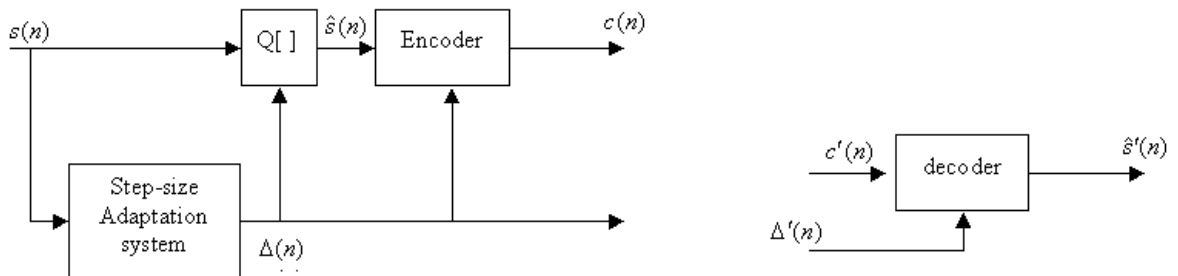 s(n)
Q[ ]
ŝ(n)
Encoder
c(n)
Step-size
Adaptation
system
Δ(n)
c′(n)
decoder
ŝ′(n)
Δ′(n)